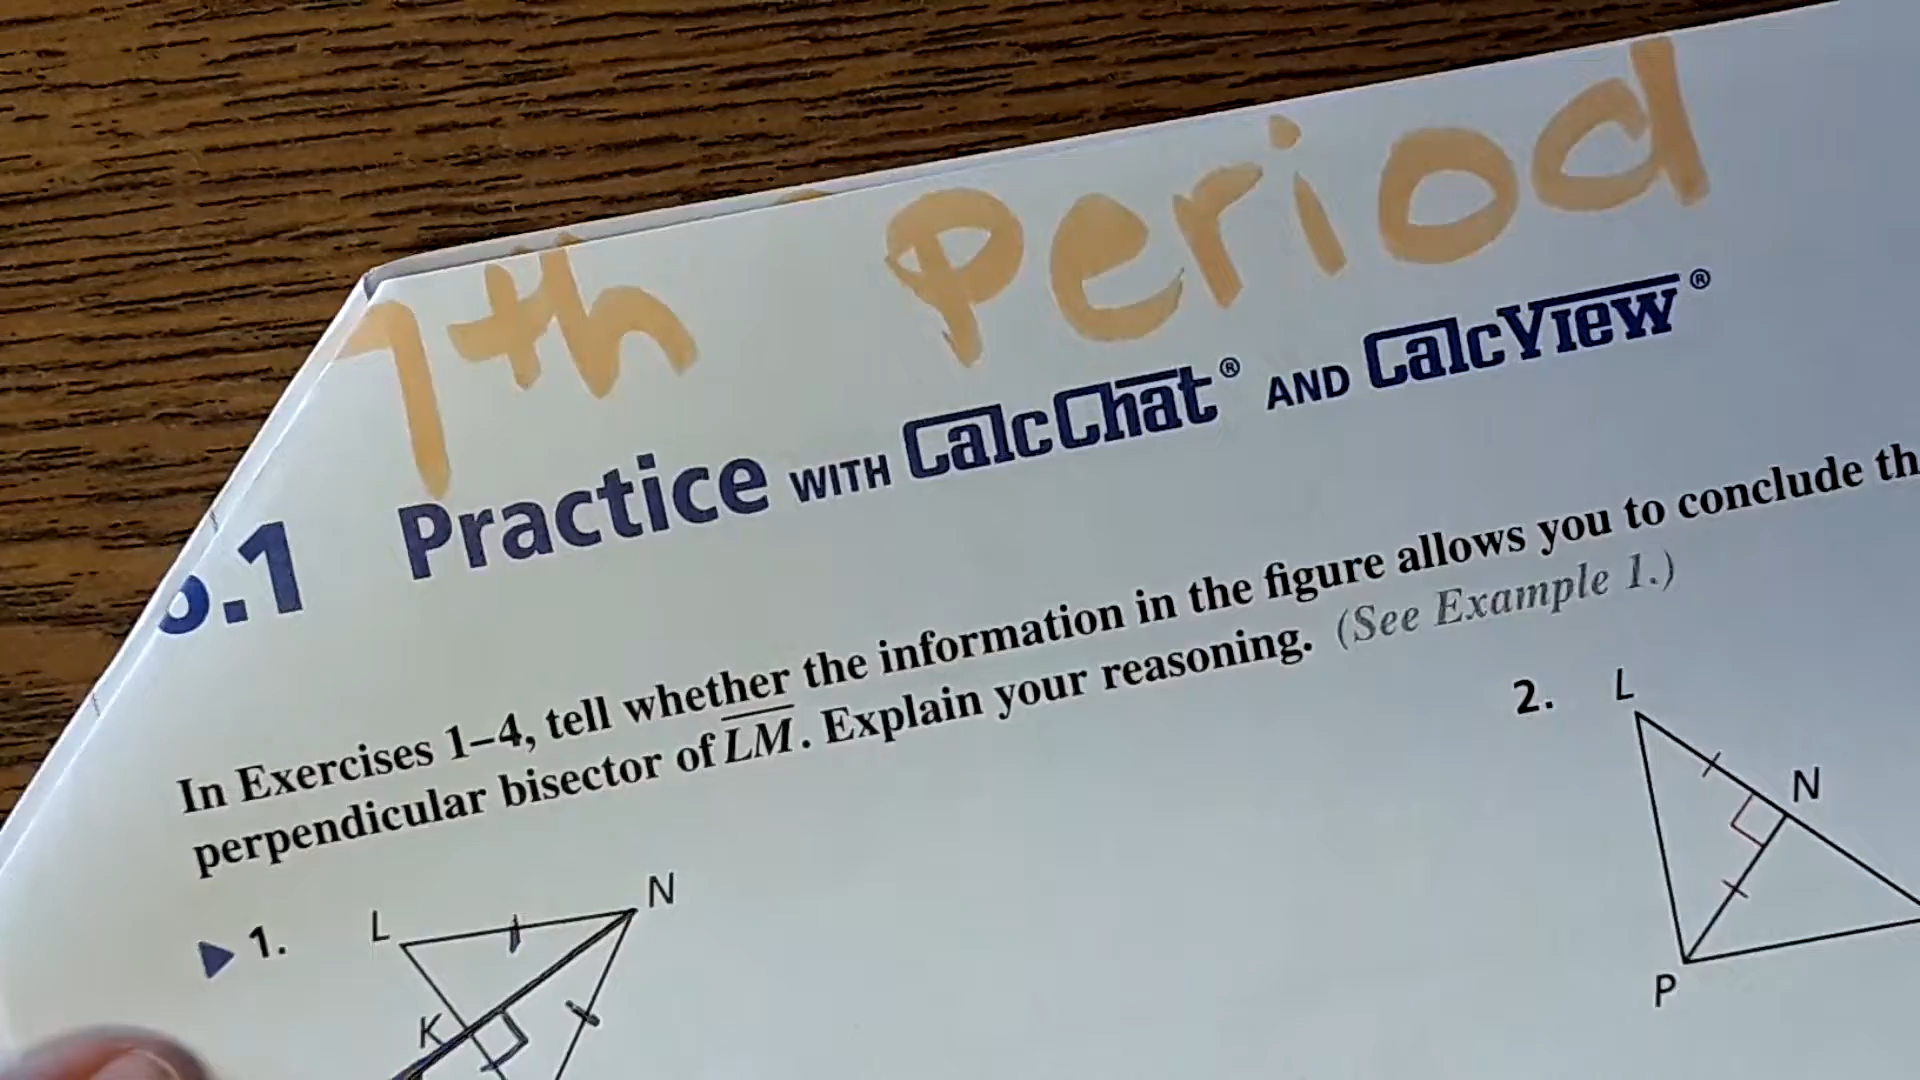 7th Period
.1 Practice WITH CalcChat® AND CalcView®
In Exercises 1–4, tell whether the information in the figure allows you to conclude
perpendicular bisector of LM. Explain your reasoning. (See Example 1.)
1. L N K
2. L N P